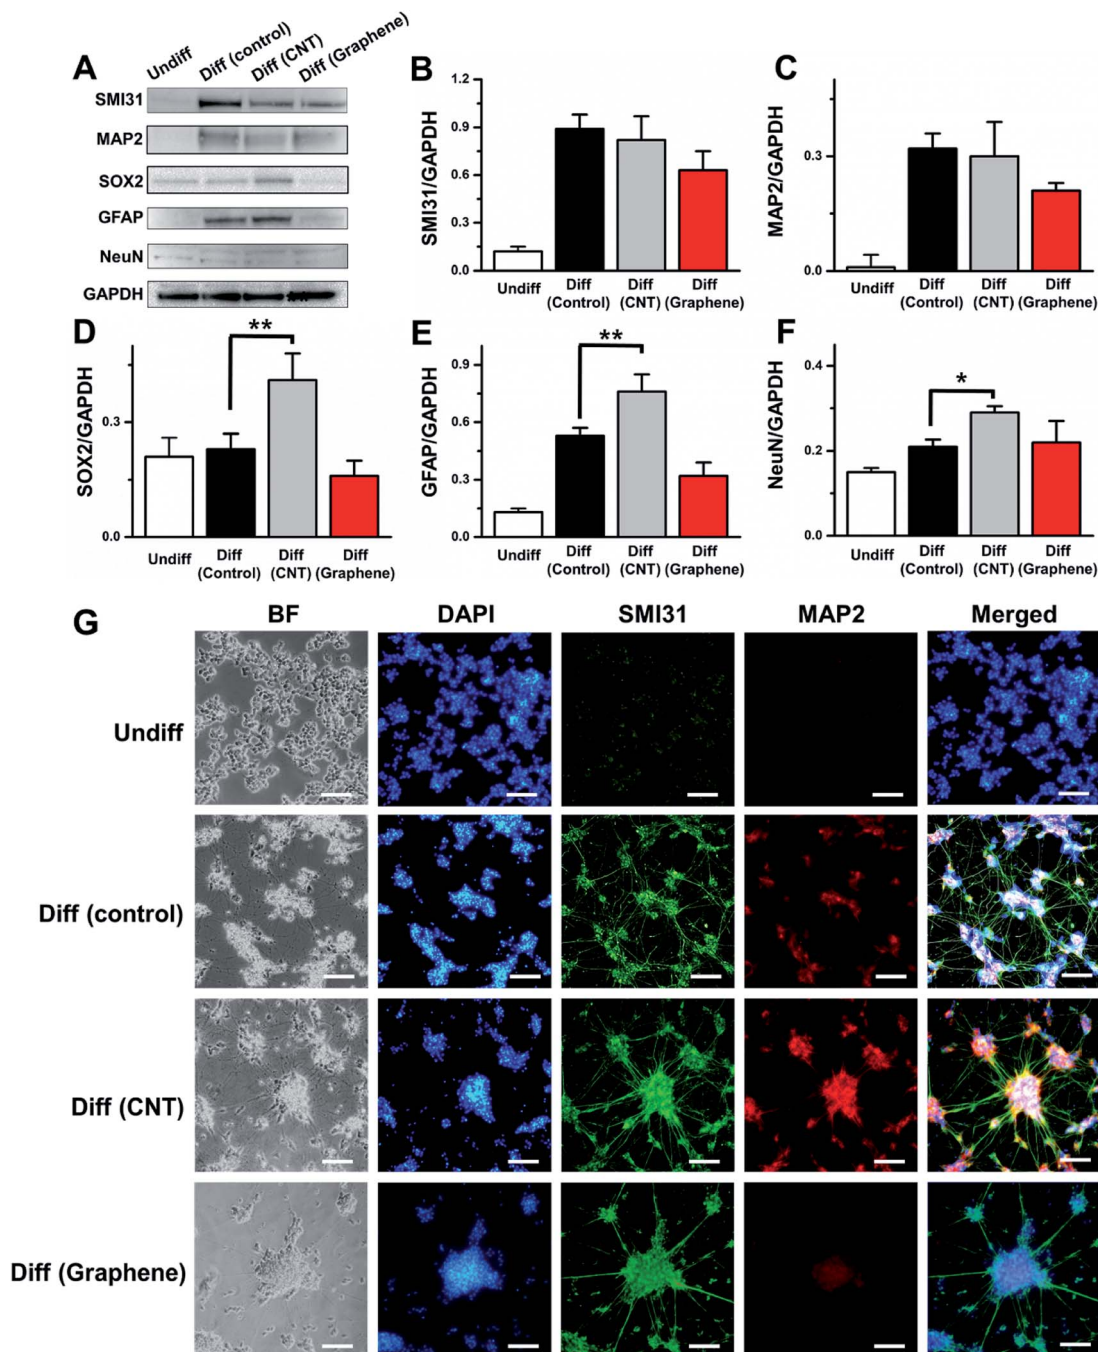 A
Undiff
Diff (control)
Diff (CNT)
Diff (Graphene)
SMI31
MAP2
SOX2
GFAP
NeuN
GAPDH
**
B
SMI31/GAPDH
1.2
0.9
0.6
0.3
0.0
Undiff
Diff
(Control)
Diff
(CNT)
Diff
(Graphene)
C
MAP2/GAPDH
0.3
0.0
Undiff
Diff
(Control)
Diff
(CNT)
Diff
(Graphene)
D
SOX2/GAPDH
0.3
0.0
**
Undiff
Diff
(Control)
Diff
(CNT)
Diff
(Graphene)
E
GFAP/GAPDH
0.9
0.6
0.3
0.0
**
Undiff
Diff
(Control)
Diff
(CNT)
Diff
(Graphene)
F
NeuN/GAPDH
0.4
0.2
0.0
*
Undiff
Diff
(Control)
Diff
(CNT)
Diff
(Graphene)
G
BF DAPI SMI31 MAP2 Merged
Undiff
Diff (control)
Diff (CNT)
Diff (Graphene)